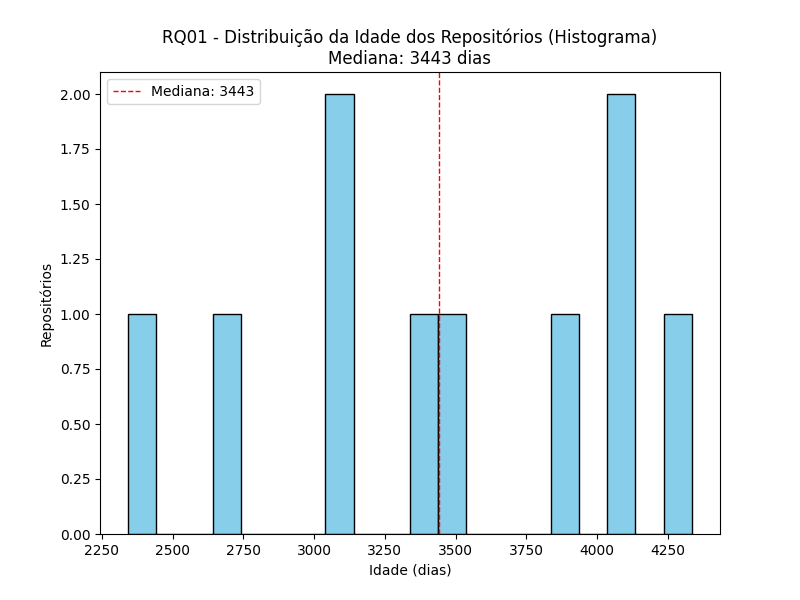 RQ01 - Distribuição da Idade dos Repositórios (Histograma)
Mediana: 3443 dias
Mediana: 3443
2.00
1.75
1.50
1.25
1.00
0.75
0.50
0.25
0.00
Repositórios
2250 2500 2750 3000 3250 3500 3750 4000 4250
Idade (dias)